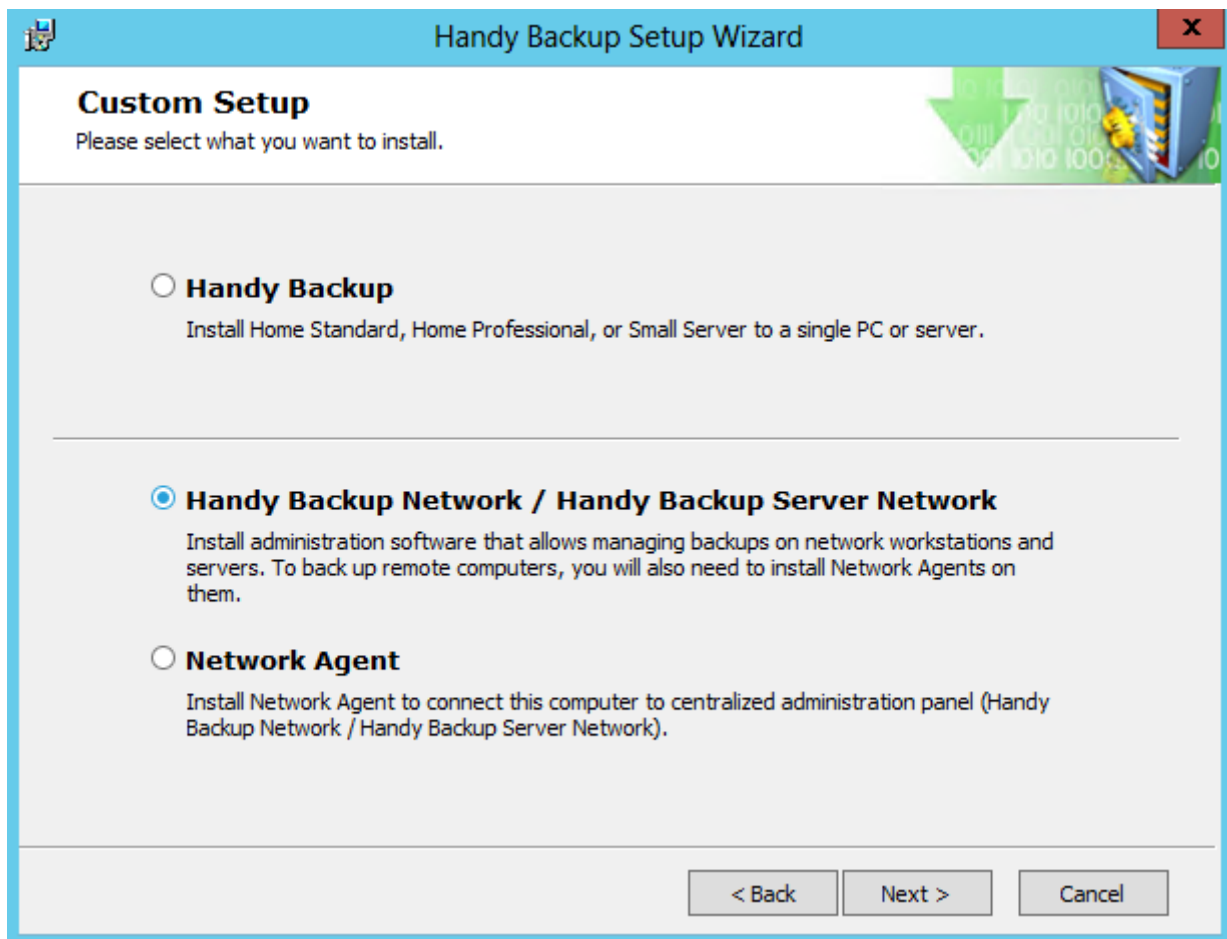 Handy Backup Setup Wizard
x
Custom Setup
Please select what you want to install.
Handy Backup
Install Home Standard, Home Professional, or Small Server to a single PC or server.
Handy Backup Network / Handy Backup Server Network
Install administration software that allows managing backups on network workstations and
servers. To back up remote computers, you will also need to install Network Agents on
them.
Network Agent
Install Network Agent to connect this computer to centralized administration panel (Handy
Backup Network / Handy Backup Server Network).
< Back
Next >
Cancel